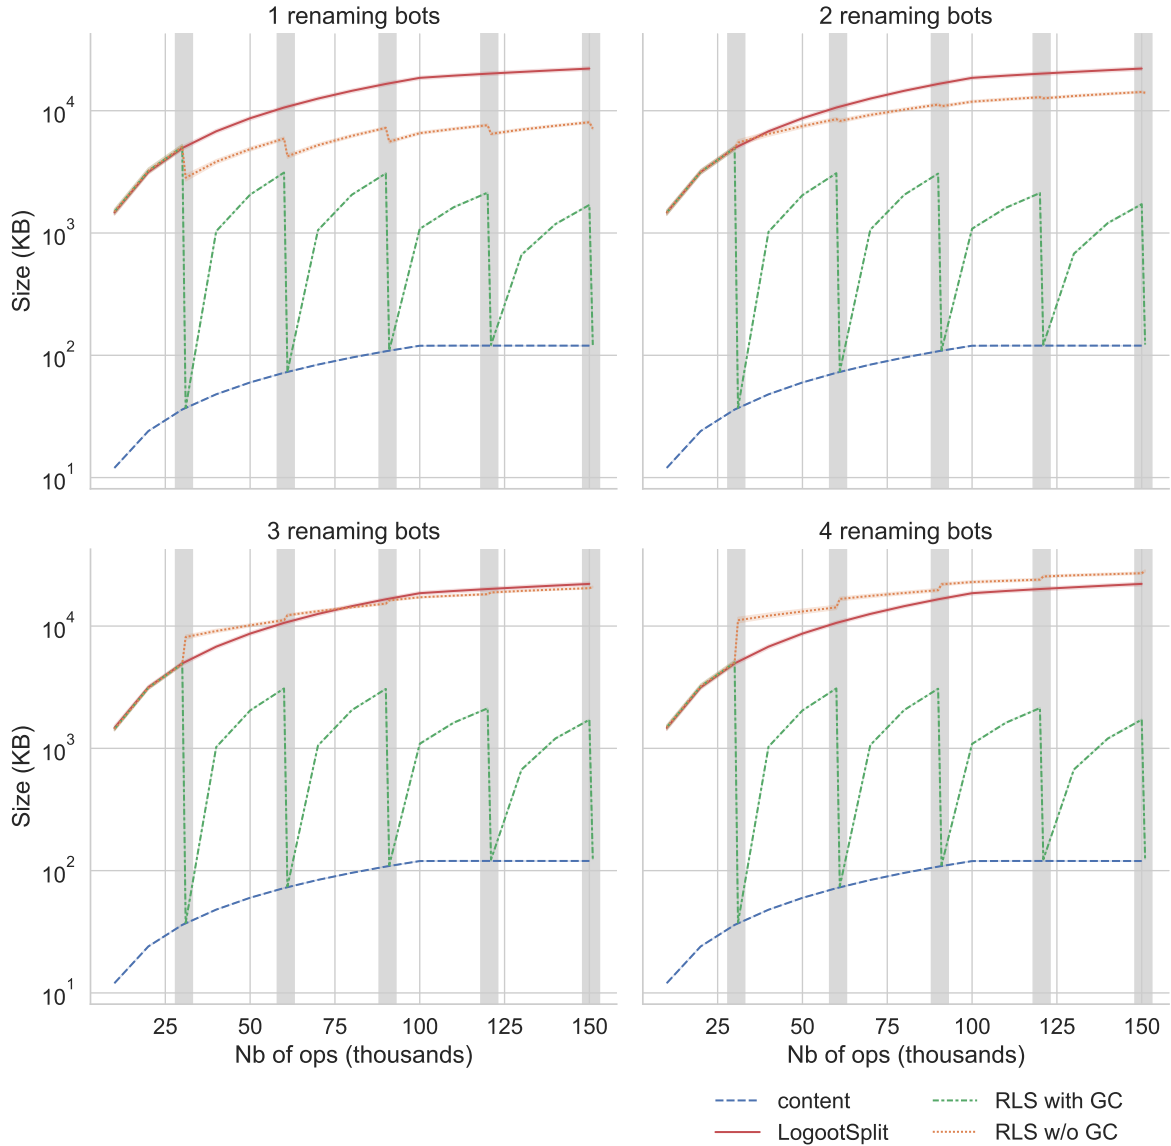 1 renaming bots
2 renaming bots
10^4
10^3
10^2
10^1
Size (KB)
3 renaming bots
4 renaming bots
10^4
10^3
10^2
10^1
Size (KB)
25 50 75 100 125 150
25 50 75 100 125 150
Nb of ops (thousands)
Nb of ops (thousands)
content
RLS with GC
LogootSplit
RLS w/o GC